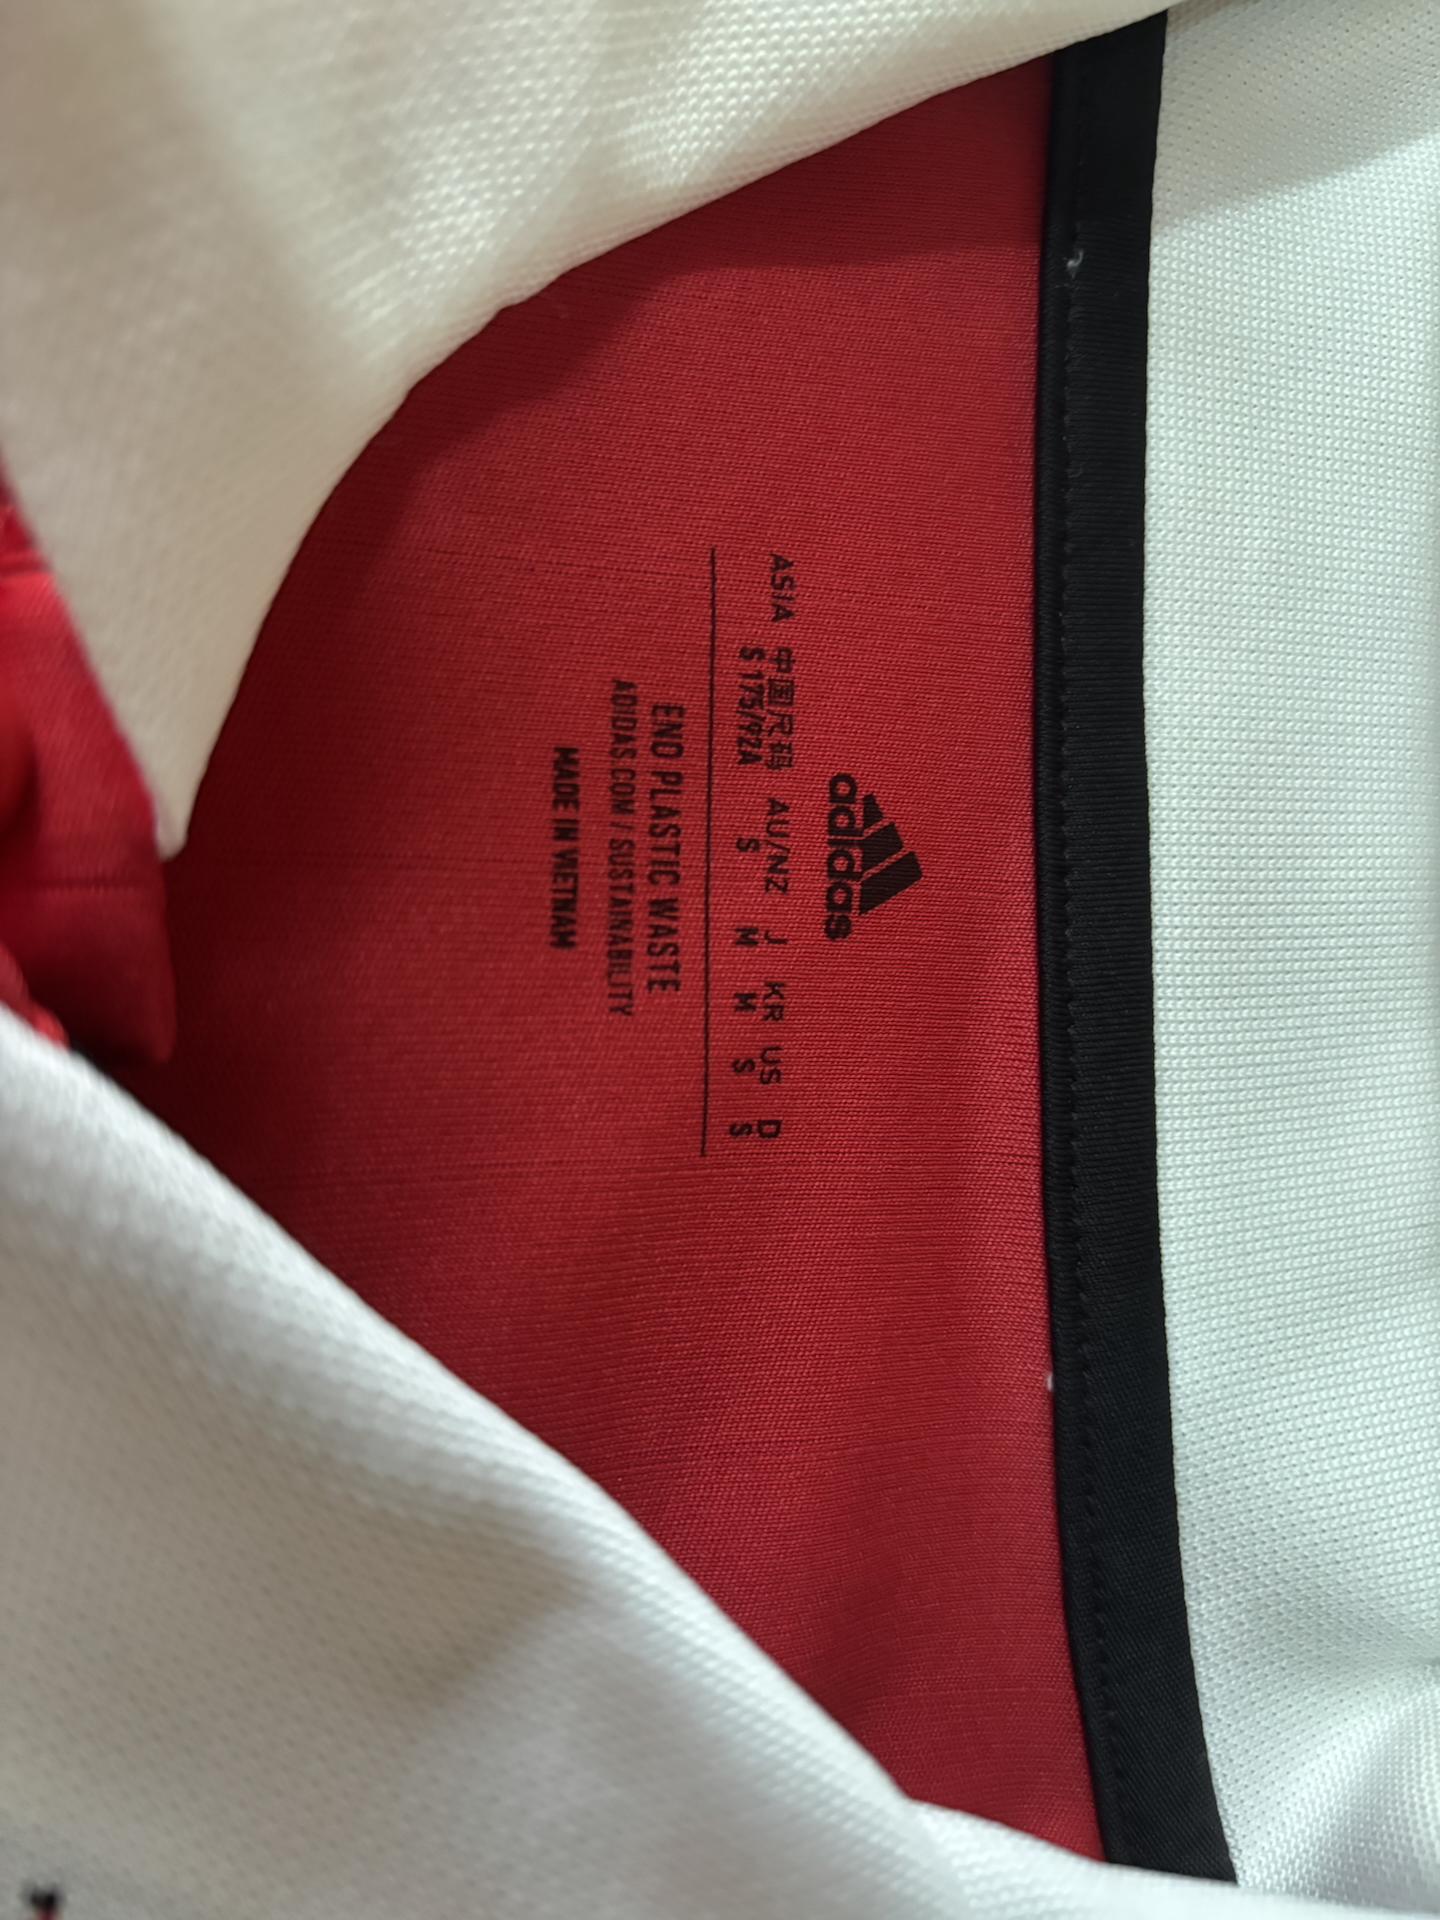 adidas
ASIA 中国尺码 AU/NZ J KR US D
S 175/92A S M M S S
END PLASTIC WASTE
ADIDAS.COM / SUSTAINABILITY
MADE IN VIETNAM